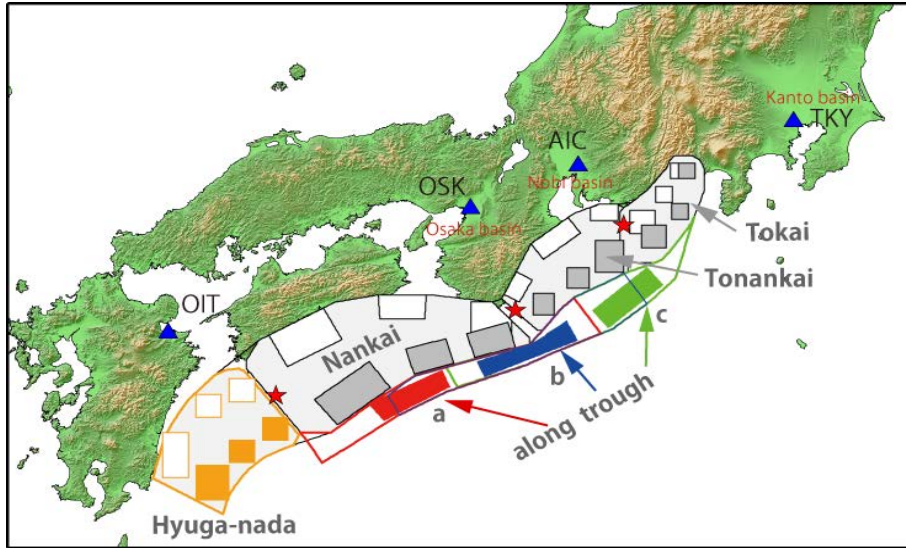 Kanto basin
TKY
AIC
Nobi basin
OSK
Osaka basin
Tokai
Tonankai
OIT
Nankai
c
b
a
along trough
Hyuga-nada